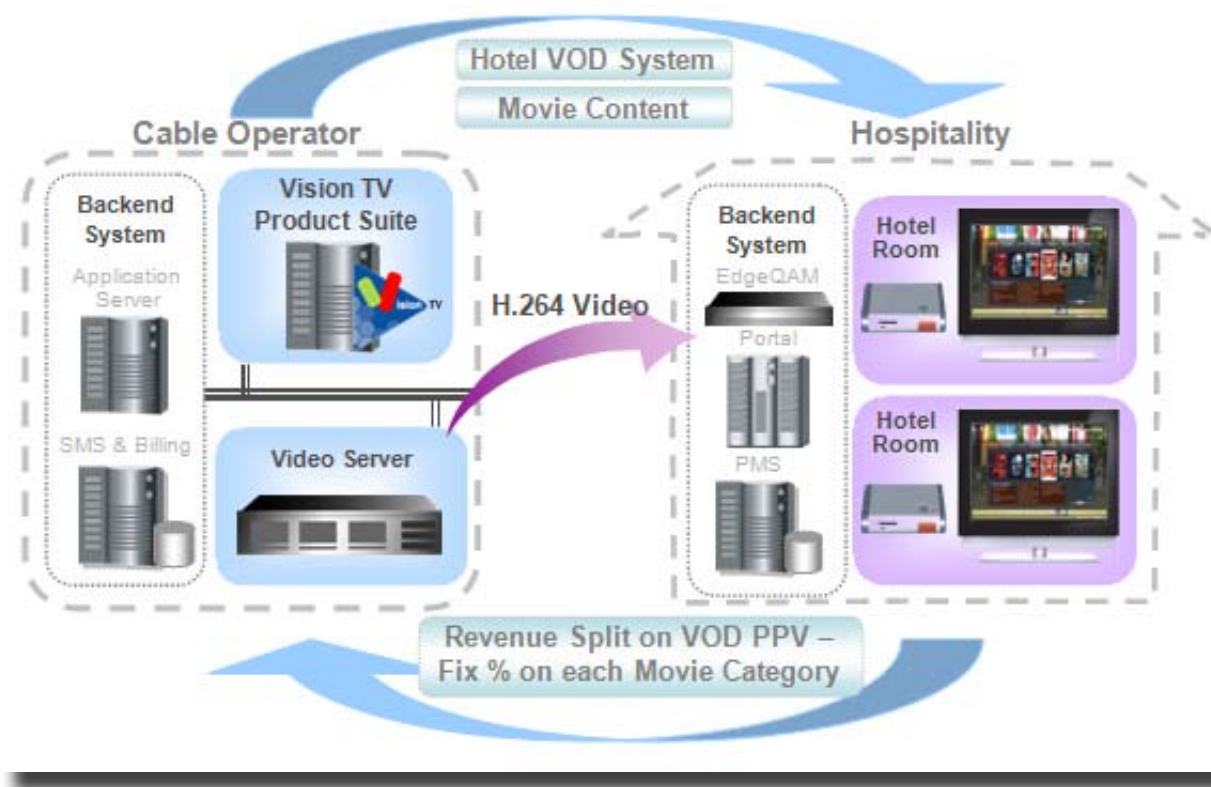 Hotel VOD System
Movie Content
Cable Operator
Hospitality
Backend
System
Application
Server
SMS & Billing
Vision TV
Product Suite
ision TV
Video Server
H.264 Video
Backend
System
EdgeQAM
Portal
PMS
Hotel
Room
Hotel
Room
Revenue Split on VOD PPV –
Fix % on each Movie Category